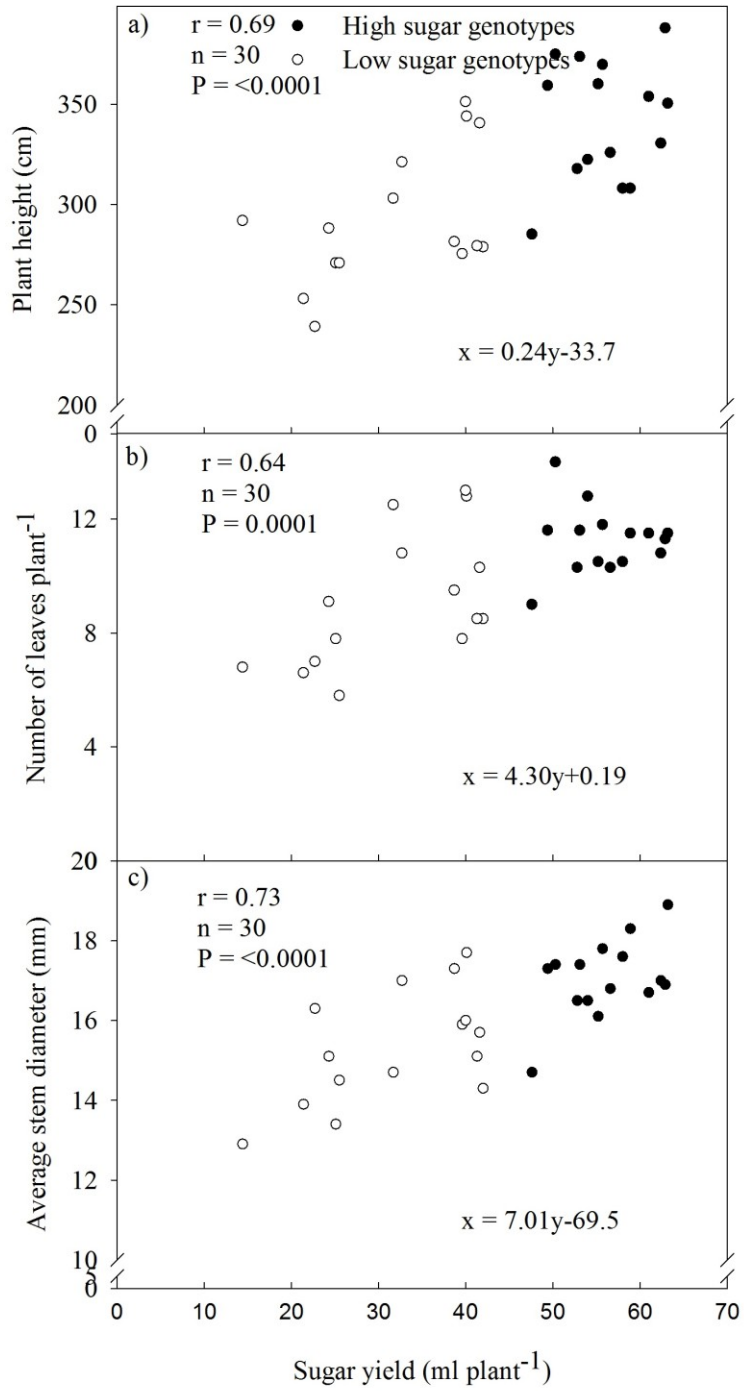 a)
r = 0.69
n = 30
P = <0.0001
High sugar genotypes
Low sugar genotypes
350
300
250
200
0
Plant height (cm)
x = 0.24y-33.7
b)
r = 0.64
n = 30
P = 0.0001
12
8
4
20
Number of leaves plant-1
x = 4.30y+0.19
c)
r = 0.73
n = 30
P = <0.0001
18
16
14
12
10
5
0
Average stem diameter (mm)
x = 7.01y-69.5
0 10 20 30 40 50 60 70
Sugar yield (ml plant-1)